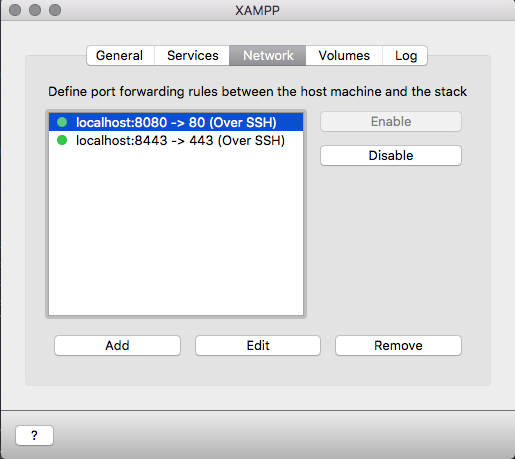 XAMPP
General Services Network Volumes Log
Define port forwarding rules between the host machine and the stack
localhost:8080 -> 80 (Over SSH)
Enable
localhost:8443 -> 443 (Over SSH)
Disable
Add Edit Remove
?